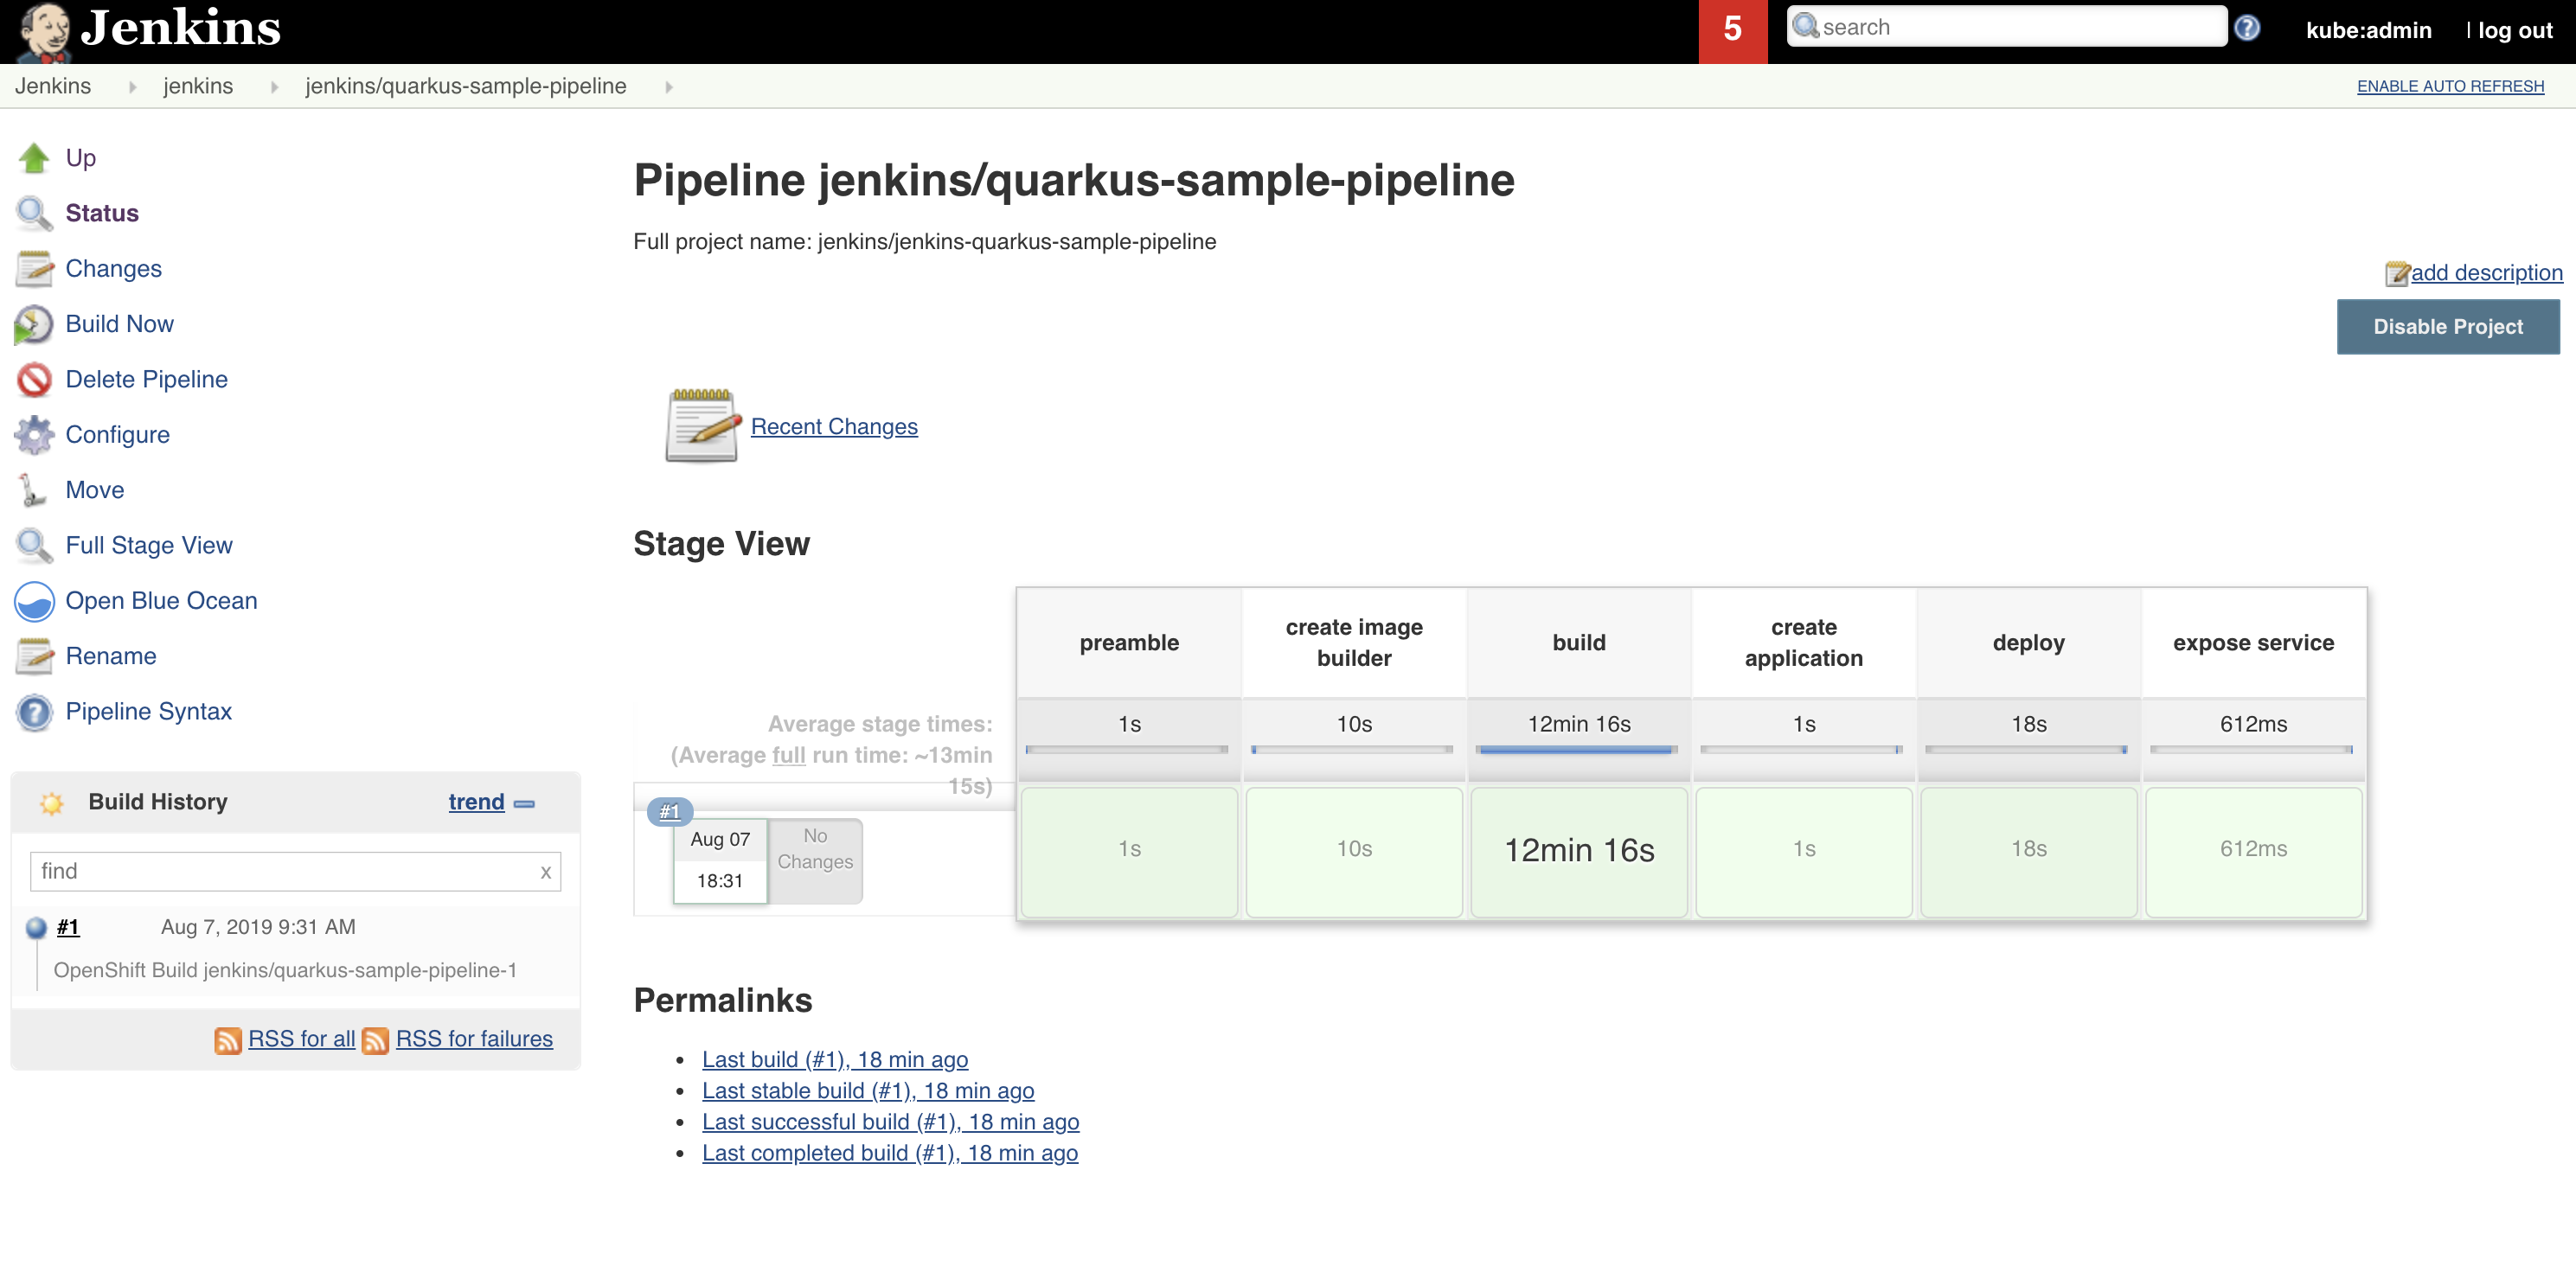 Jenkins
5
search
kube:admin
| log out
Jenkins
jenkins
jenkins/quarkus-sample-pipeline
ENABLE AUTO REFRESH
Up
Status
Changes
Build Now
Delete Pipeline
Configure
Move
Full Stage View
Open Blue Ocean
Rename
Pipeline Syntax
Build History
trend
find
x
#1
Aug 7, 2019 9:31 AM
OpenShift Build jenkins/quarkus-sample-pipeline-1
RSS for all
RSS for failures
Pipeline jenkins/quarkus-sample-pipeline
Full project name: jenkins/jenkins-quarkus-sample-pipeline
add description
Disable Project
Recent Changes
Stage View
preamble
create image
builder
build
create
application
deploy
expose service
Average stage times:
(Average full run time: ~13min
15s)
1s
10s
12min 16s
1s
18s
612ms
#1
Aug 07
18:31
No
Changes
1s
10s
12min 16s
1s
18s
612ms
Permalinks
Last build (#1), 18 min ago
Last stable build (#1), 18 min ago
Last successful build (#1), 18 min ago
Last completed build (#1), 18 min ago